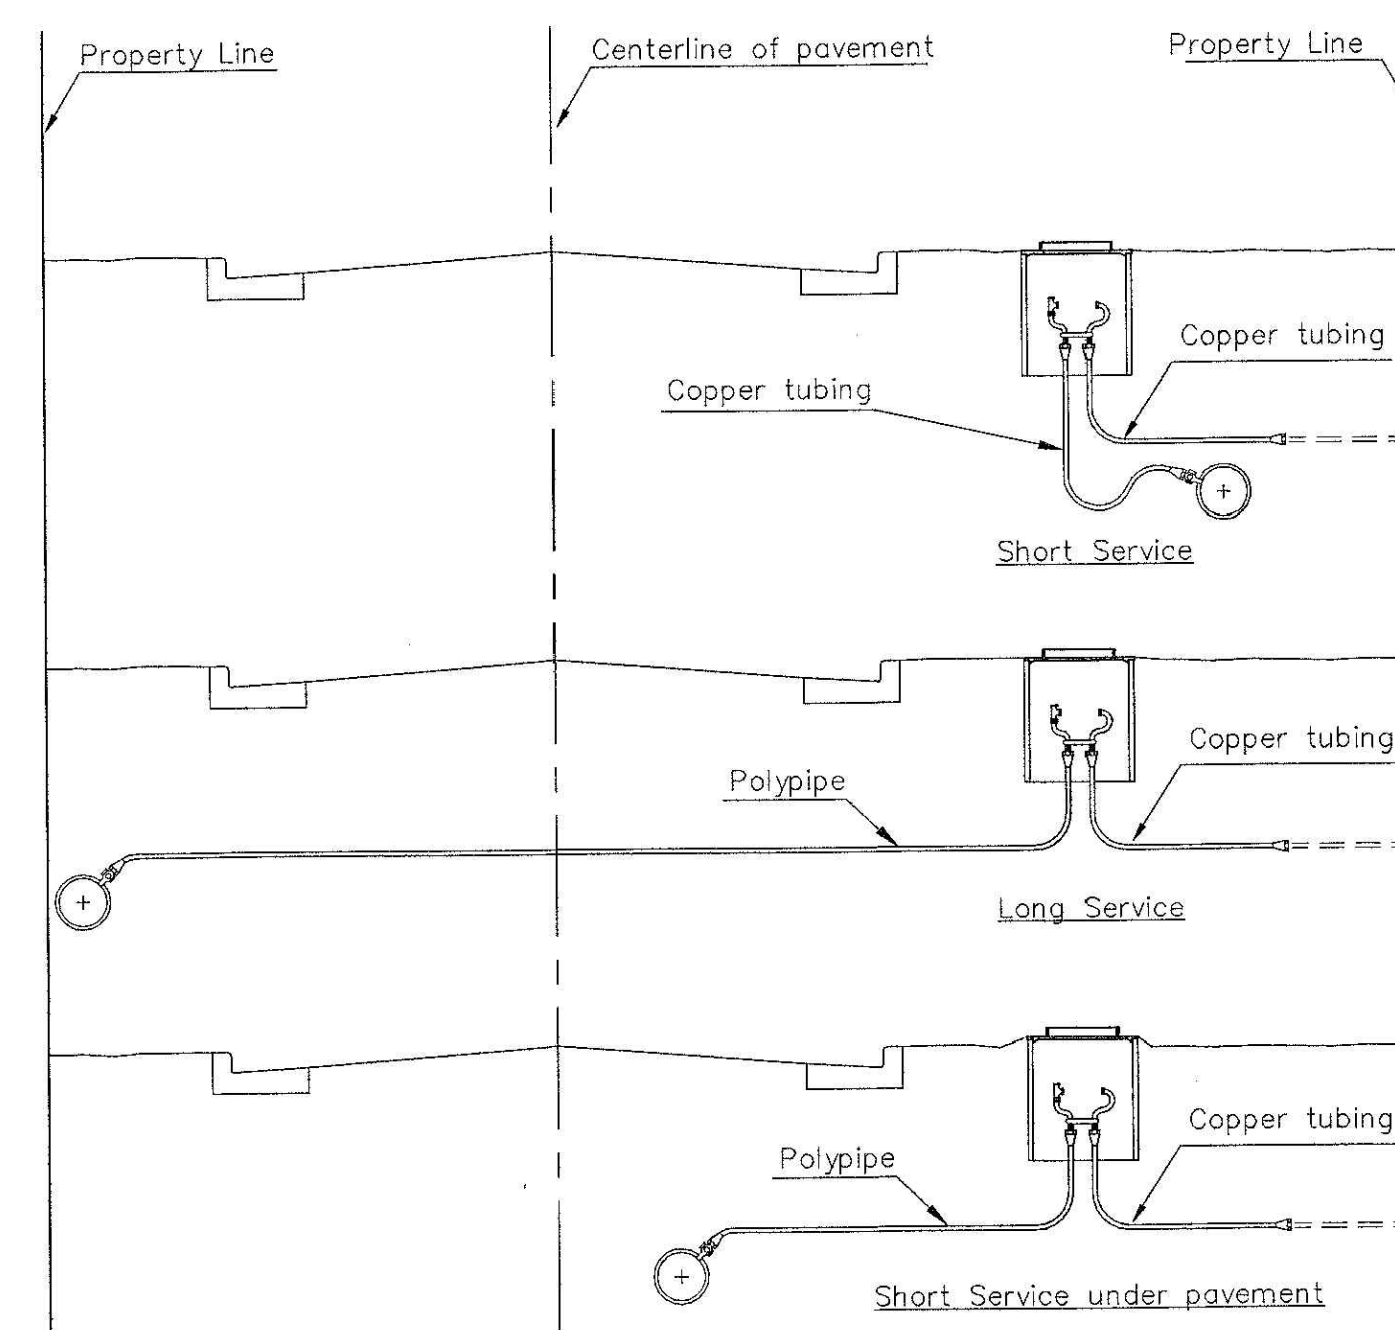 Property Line
Centerline of pavement
Property Line
Copper tubing
Copper tubing
Short Service
Copper tubing
Polypipe
Long Service
Copper tubing
Polypipe
Short Service under pavement